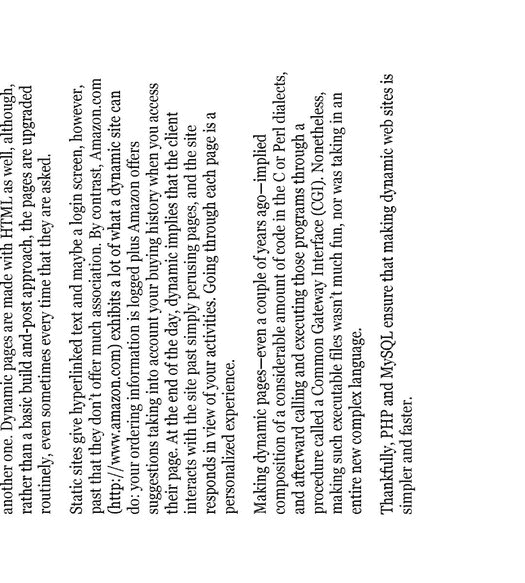 another one. Dynamic pages are made with HTML as well, although,
rather than a basic build and-post approach, the pages are upgraded
routinely, even sometimes every time that they are asked.
Static sites give hyperlinked text and maybe a login screen, however,
past that they don't offer much association. By contrast, Amazon.com
(http://www.amazon.com) exhibits a lot of what a dynamic site can
do: your ordering information is logged plus Amazon offers
suggestions taking into account your buying history when you access
their page. At the end of the day, dynamic implies that the client
interacts with the site past simply perusing pages, and the site
responds in view of your activities. Going through each page is a
personalized experience.
Making dynamic pages—even a couple of years ago—implied
composition of a considerable amount of code in the C or Perl dialects,
and afterward calling and executing those programs through a
procedure called a Common Gateway Interface (CGI). Nonetheless,
making such executable files wasn't much fun, nor was taking in an
entire new complex language.
Thankfully, PHP and MySQL ensure that making dynamic web sites is
simpler and faster.